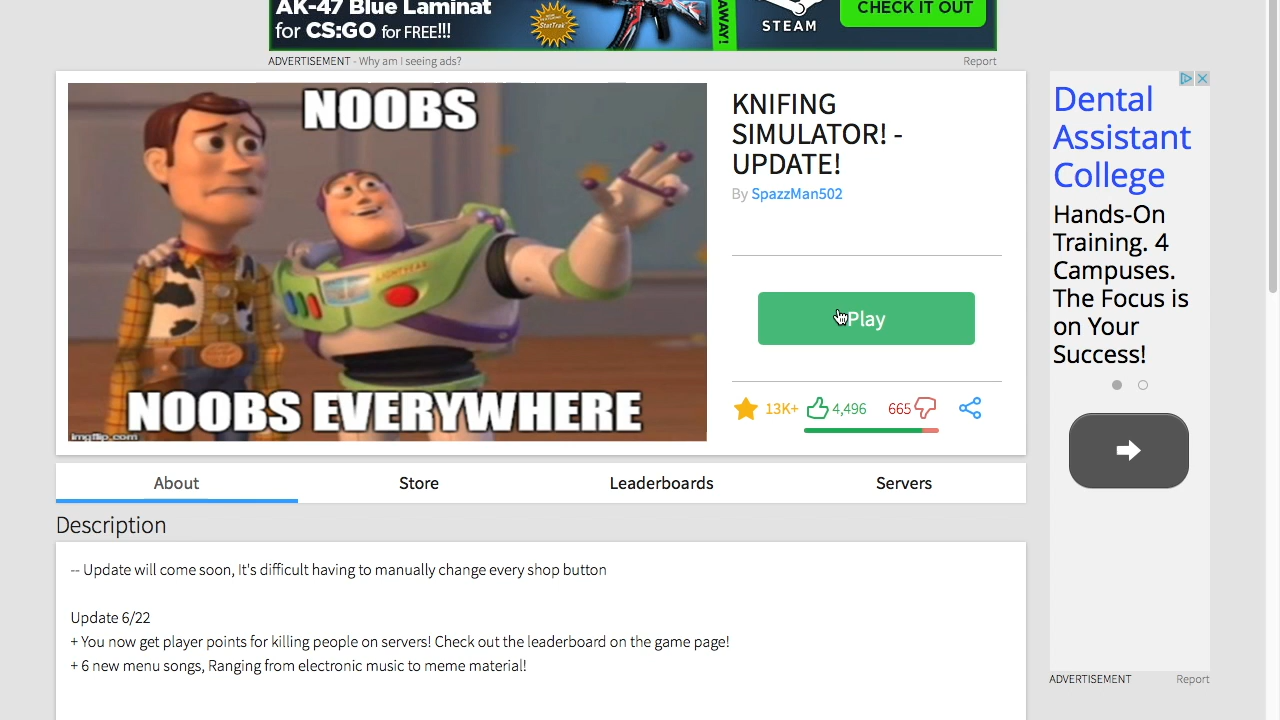 AK-47 Blue Laminat
for CS:GO for FREE!!!
StatTrak
AWAY!
STEAM
CHECK IT OUT
ADVERTISEMENT - Why am I seeing ads?
Report
NOOBS
LIGHTYEAR
NOOBS EVERYWHERE
imgflip.com
KNIFING
SIMULATOR! -
UPDATE!
By SpazzMan502
Play
13K+
4,496
665
Dental
Assistant
College
Hands-On
Training. 4
Campuses.
The Focus is
on Your
Success!
ADVERTISEMENT
Report
About
Store
Leaderboards
Servers
Description
-- Update will come soon, It's difficult having to manually change every shop button
Update 6/22
+ You now get player points for killing people on servers! Check out the leaderboard on the game page!
+ 6 new menu songs, Ranging from electronic music to meme material!